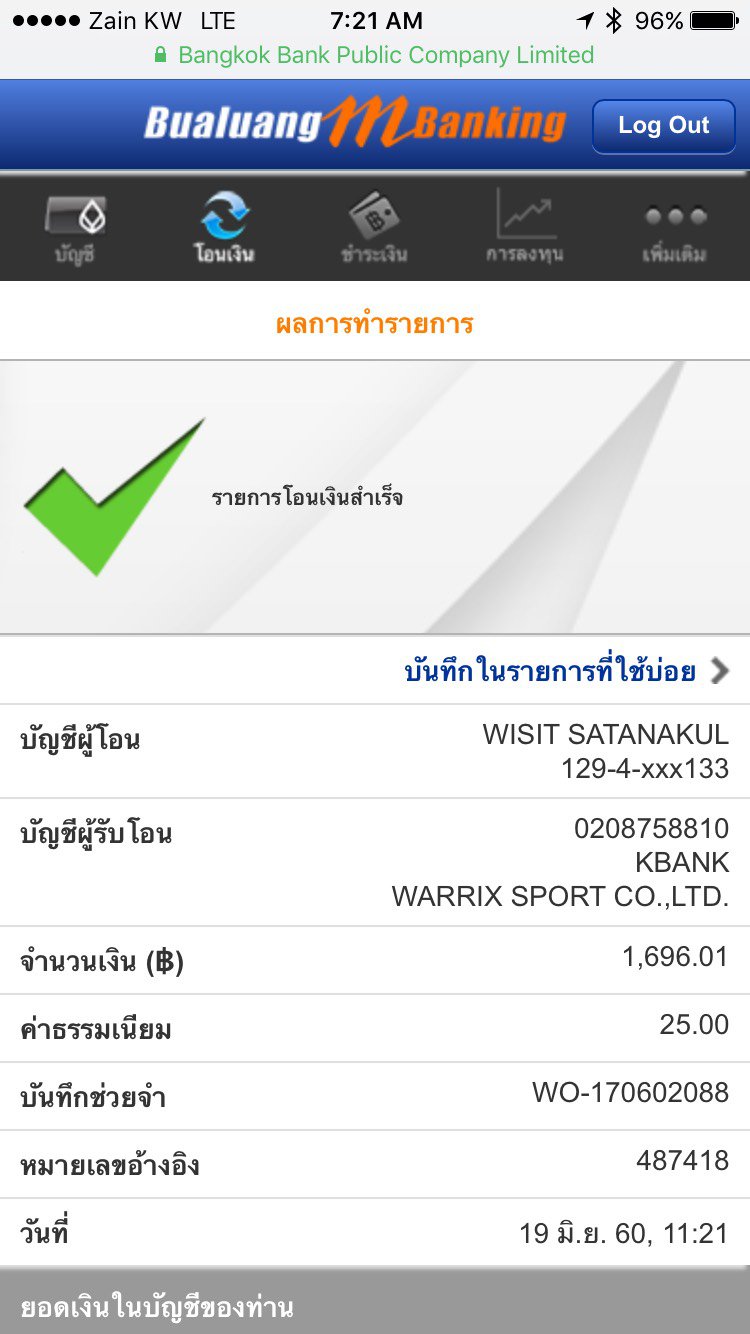 Zain KW LTE 7:21 AM 96%
Bangkok Bank Public Company Limited
Bualuang mBanking Log Out
บัญชี โอนเงิน ชำระเงิน การลงทุน เพิ่มเติม
ผลการทำรายการ
รายการโอนเงินสำเร็จ
บันทึกในรายการที่ใช้บ่อย
บัญชีผู้โอน WISIT SATANAKUL
129-4-xxx133
บัญชีผู้รับโอน 0208758810
KBANK
WARRIX SPORT CO.,LTD.
จำนวนเงิน (฿) 1,696.01
ค่าธรรมเนียม 25.00
บันทึกช่วยจำ WO-170602088
หมายเลขอ้างอิง 487418
วันที่ 19 มิ.ย. 60, 11:21
ยอดเงินในบัญชีของท่าน